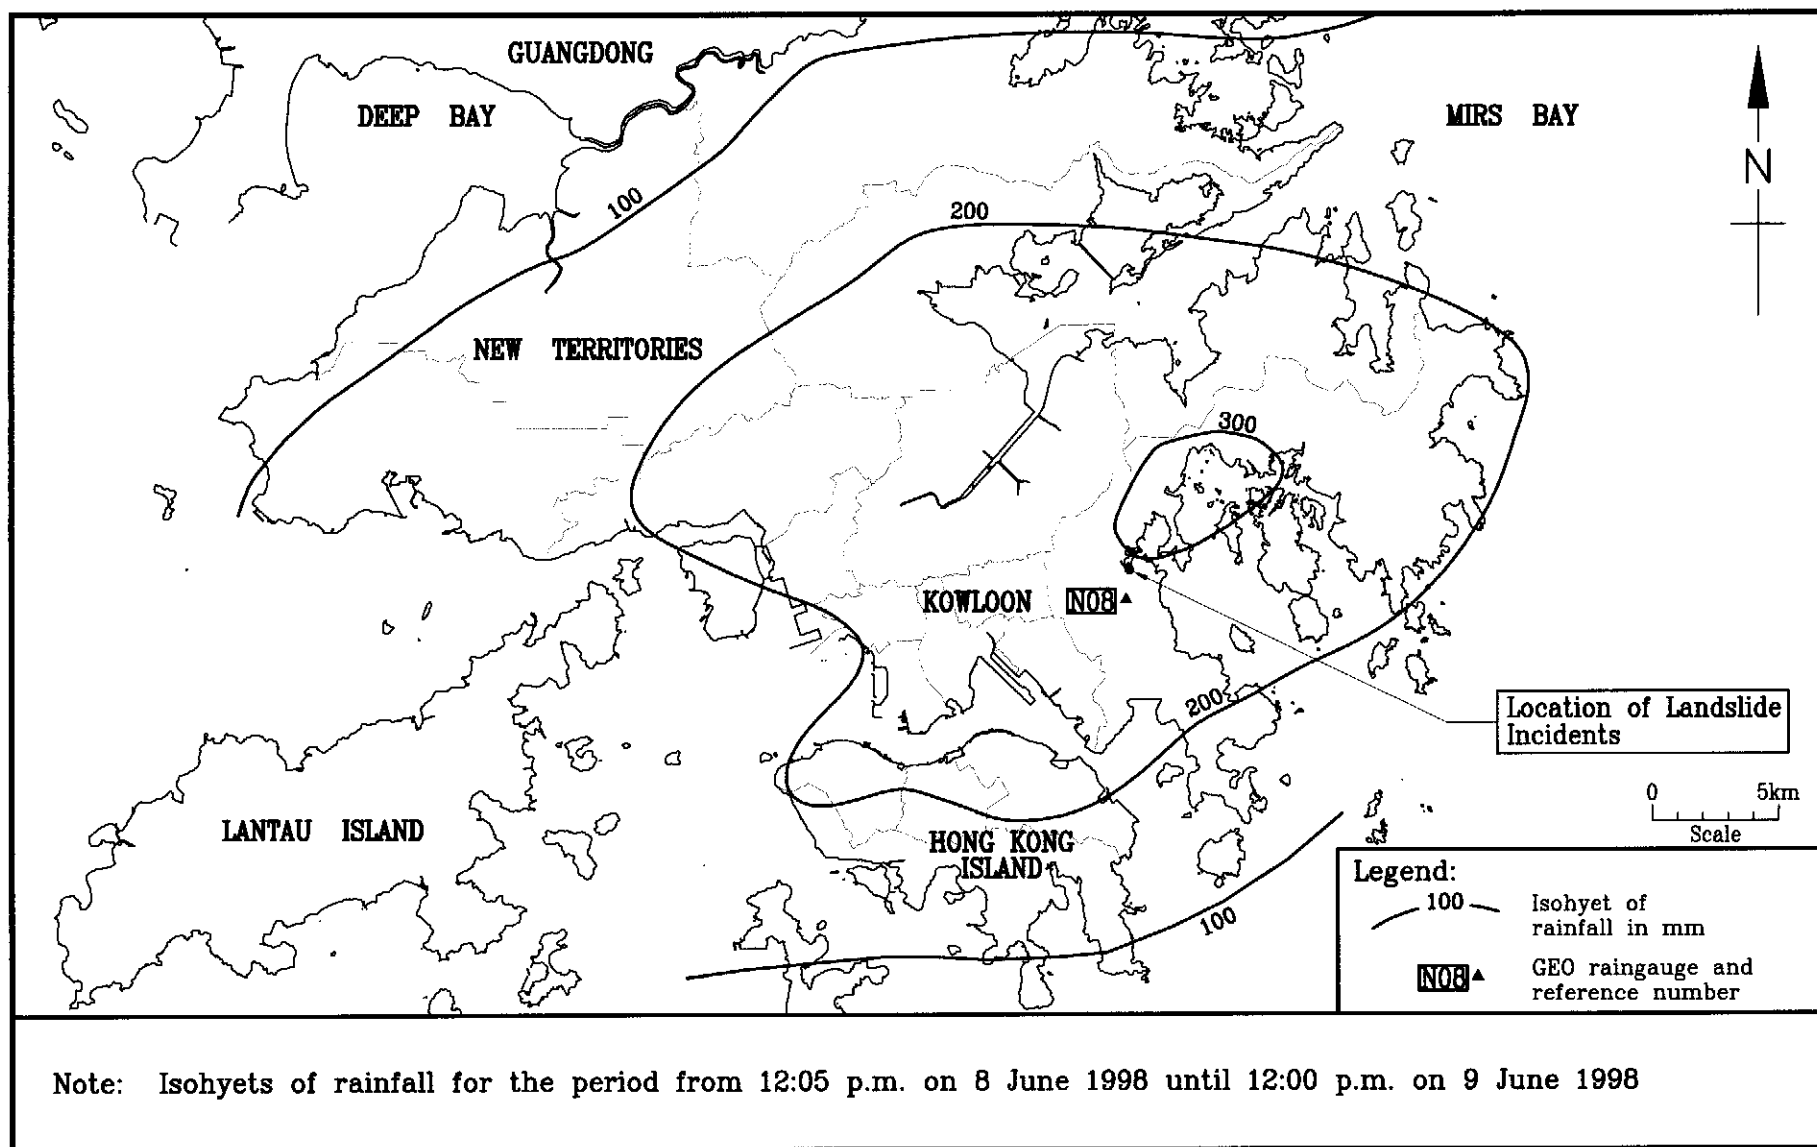 GUANGDONG
DEEP BAY
MIRS BAY
N
100
200
NEW TERRITORIES
300
KOWLOON N08
200
Location of Landslide
Incidents
0 5km
Scale
LANTAU ISLAND
HONG KONG
ISLAND
100
Legend:
100 Isohyet of
rainfall in mm
N08 GEO raingauge and
reference number
Note: Isohyets of rainfall for the period from 12:05 p.m. on 8 June 1998 until 12:00 p.m. on 9 June 1998